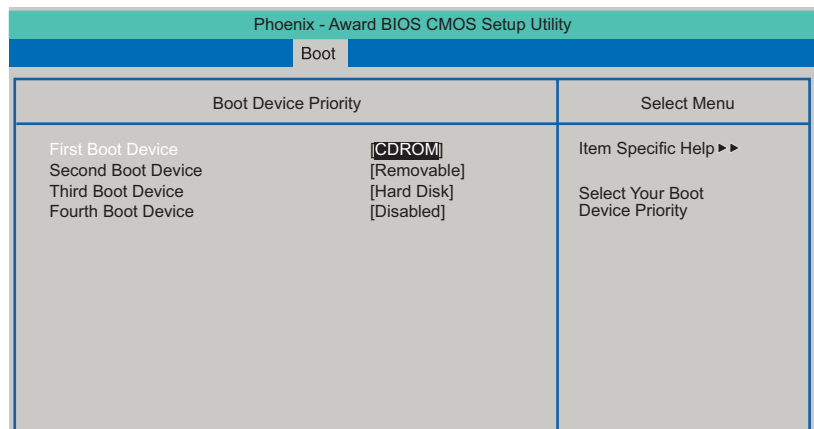 Phoenix - Award BIOS CMOS Setup Utility
Boot
Boot Device Priority
Select Menu
First Boot Device [CDROM]
Second Boot Device [Removable]
Third Boot Device [Hard Disk]
Fourth Boot Device [Disabled]
Item Specific Help ►►
Select Your Boot
Device Priority